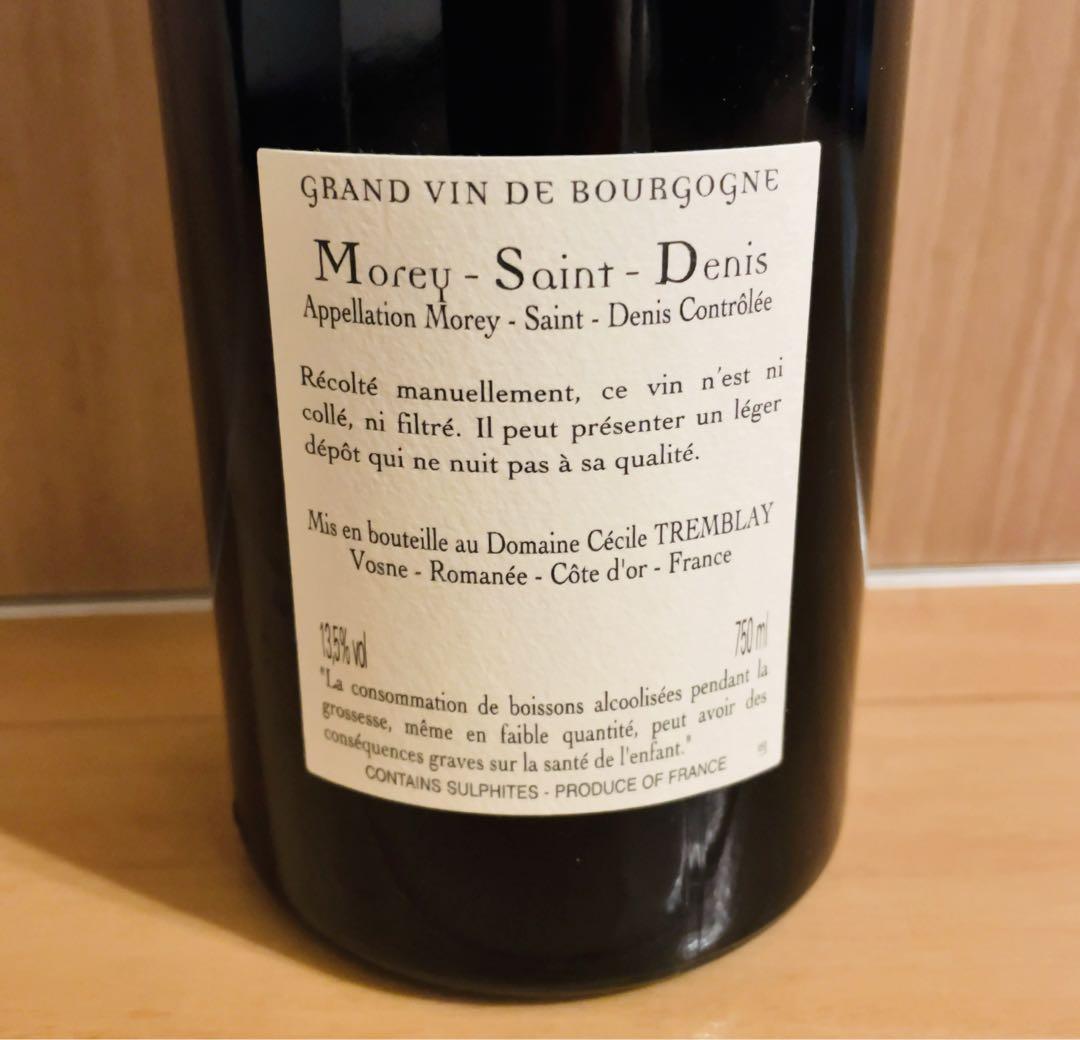 GRAND VIN DE BOURGOGNE
Morey - Saint - Denis
Appellation Morey - Saint - Denis Contrôlée
Récolté manuellement, ce vin n'est ni
collé, ni filtré. Il peut présenter un léger
dépôt qui ne nuit pas à sa qualité.
Mis en bouteille au Domaine Cécile TREMBLAY
Vosne - Romanée - Côte d'or - France
13,5% vol 750 ml
"La consommation de boissons alcoolisées pendant la
grossesse, même en faible quantité, peut avoir des
conséquences graves sur la santé de l'enfant."
CONTAINS SULPHITES - PRODUCE OF FRANCE